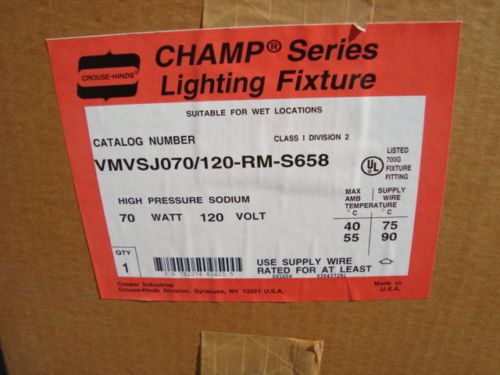 CROUSE-HINDS®
CHAMP® Series
Lighting Fixture
SUITABLE FOR WET LOCATIONS
CATALOG NUMBER
CLASS I DIVISION 2
VMVSJ070/120-RM-S658
UL
LISTED
700G
FIXTURE
FITTING
HIGH PRESSURE SODIUM
70 WATT 120 VOLT
MAX AMB SUPPLY WIRE
TEMPERATURE
°C °C
40 75
55 90
QTY
1
USE SUPPLY WIRE
RATED FOR AT LEAST
Cooper Industries
Crouse-Hinds Division, Syracuse, NY 13221 U.S.A.
Made in
U.S.A.